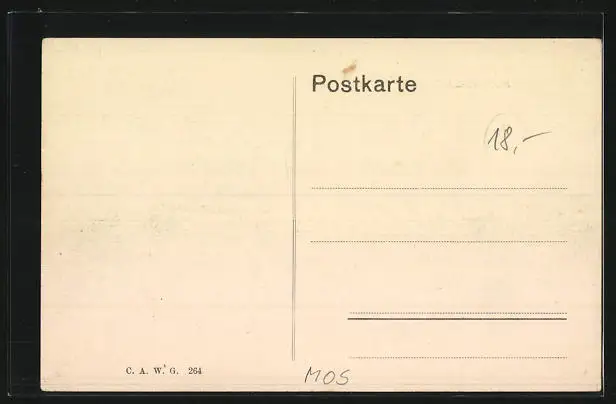 Postkarte
18,-
C. A. W. G. 264
MOS